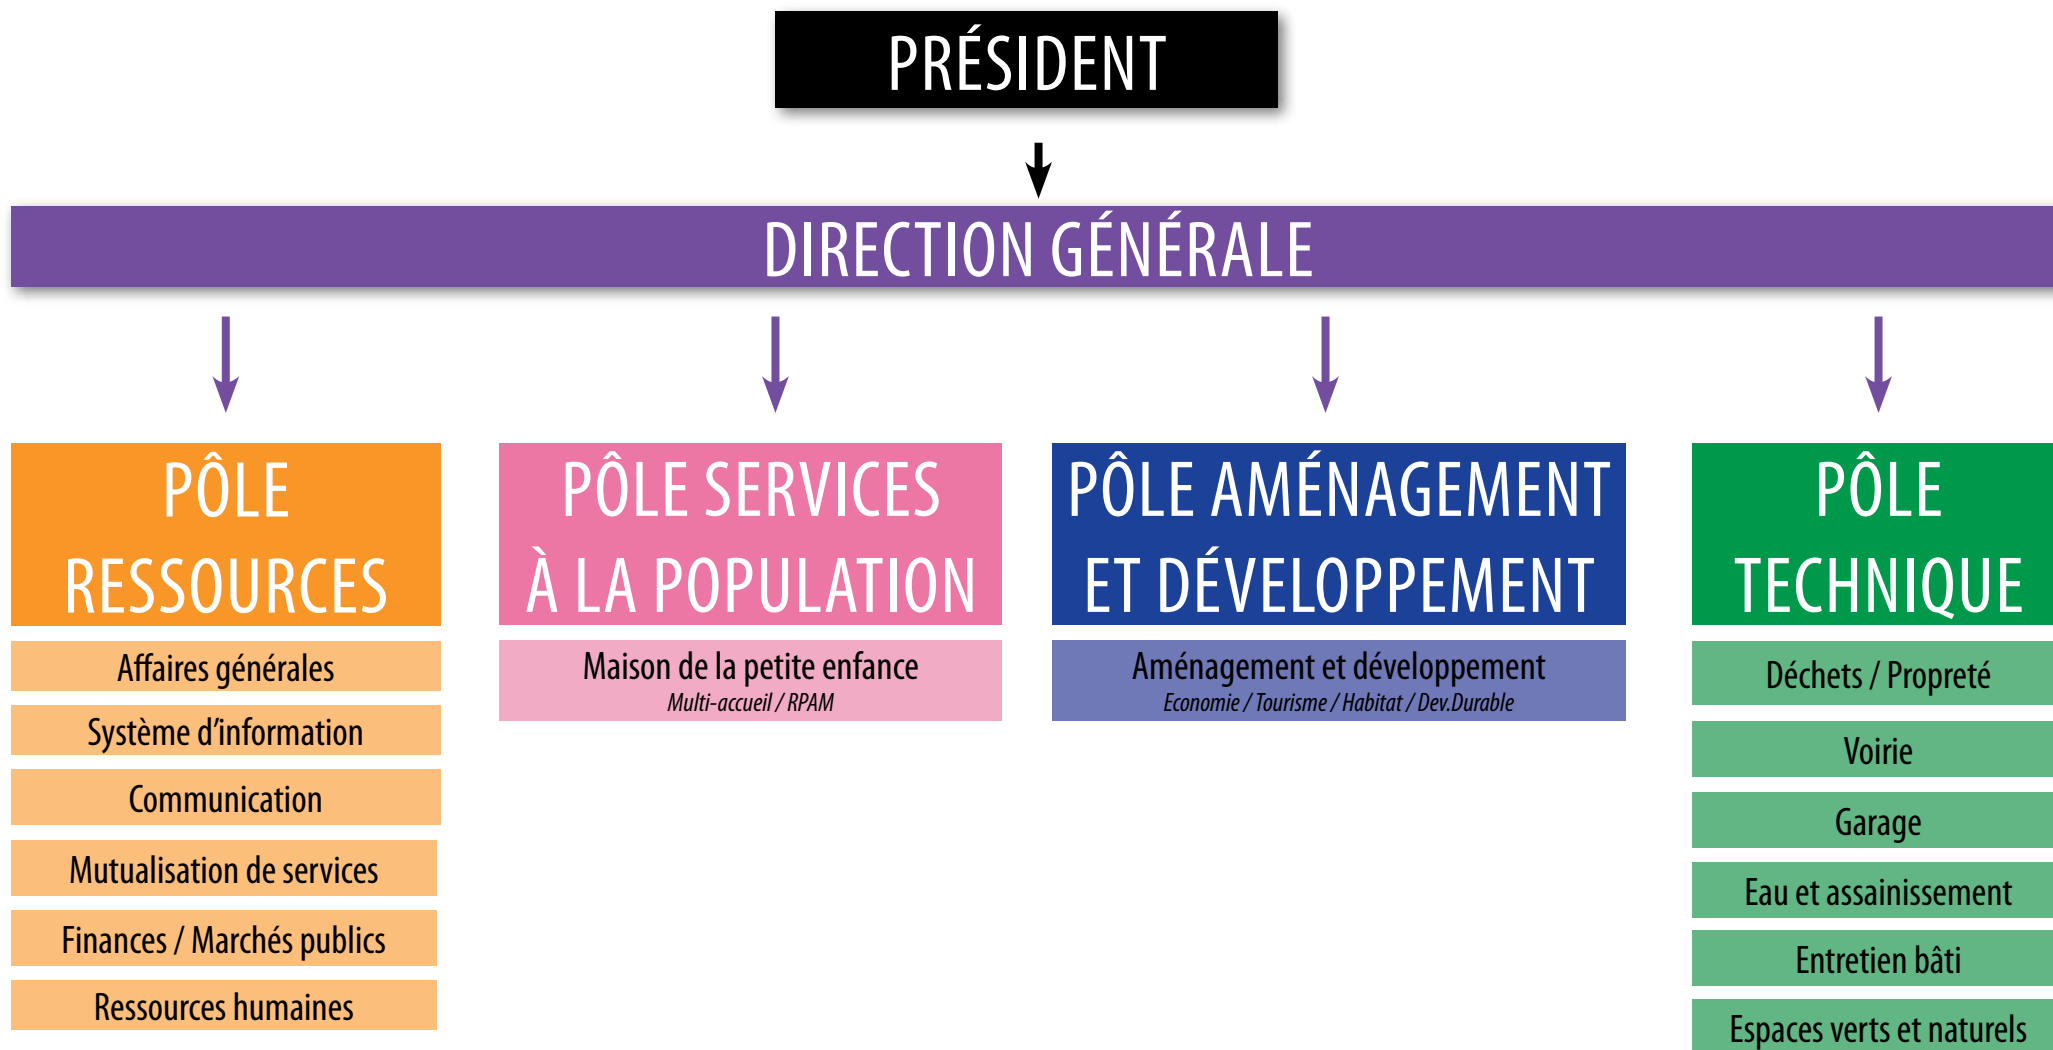 PRÉSIDENT
DIRECTION GÉNÉRALE
PÔLE
RESSOURCES
Affaires générales
Système d'information
Communication
Mutualisation de services
Finances / Marchés publics
Ressources humaines
PÔLE SERVICES
À LA POPULATION
Maison de la petite enfance
Multi-accueil / RPAM
PÔLE AMÉNAGEMENT
ET DÉVELOPPEMENT
Aménagement et développement
Economie / Tourisme / Habitat / Dev.Durable
PÔLE
TECHNIQUE
Déchets / Propreté
Voirie
Garage
Eau et assainissement
Entretien bâti
Espaces verts et naturels